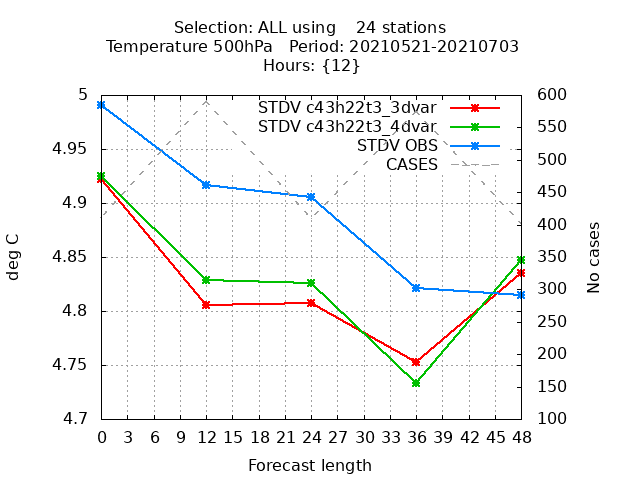 Selection: ALL using    24 stations
Temperature 500hPa   Period: 20210521-20210703
Hours: {12}
STDV c43h22t3_3dvar
STDV c43h22t3_4dvar
STDV OBS
CASES
deg C
5
4.95
4.9
4.85
4.8
4.75
4.7
600
550
500
450
400
350
300
250
200
150
100
No cases
0 3 6 9 12 15 18 21 24 27 30 33 36 39 42 45 48
Forecast length